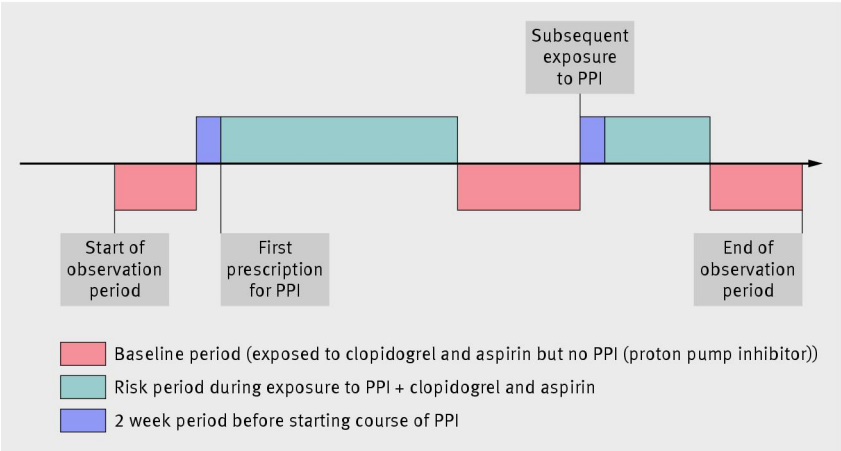 Subsequent
exposure
to PPI
Start of
observation
period
First
prescription
for PPI
End of
observation
period
Baseline period (exposed to clopidogrel and aspirin but no PPI (proton pump inhibitor))
Risk period during exposure to PPI + clopidogrel and aspirin
2 week period before starting course of PPI